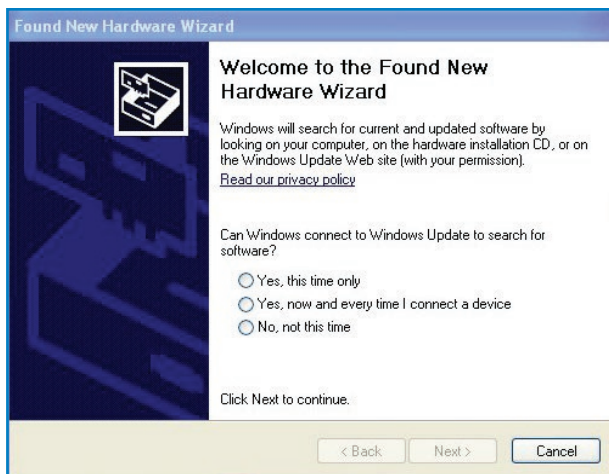 Found New Hardware Wizard
Welcome to the Found New
Hardware Wizard
Windows will search for current and updated software by
looking on your computer, on the hardware installation CD, or on
the Windows Update Web site (with your permission).
Read our privacy policy
Can Windows connect to Windows Update to search for
software?
Yes, this time only
Yes, now and every time I connect a device
No, not this time
Click Next to continue.
< Back
Next >
Cancel